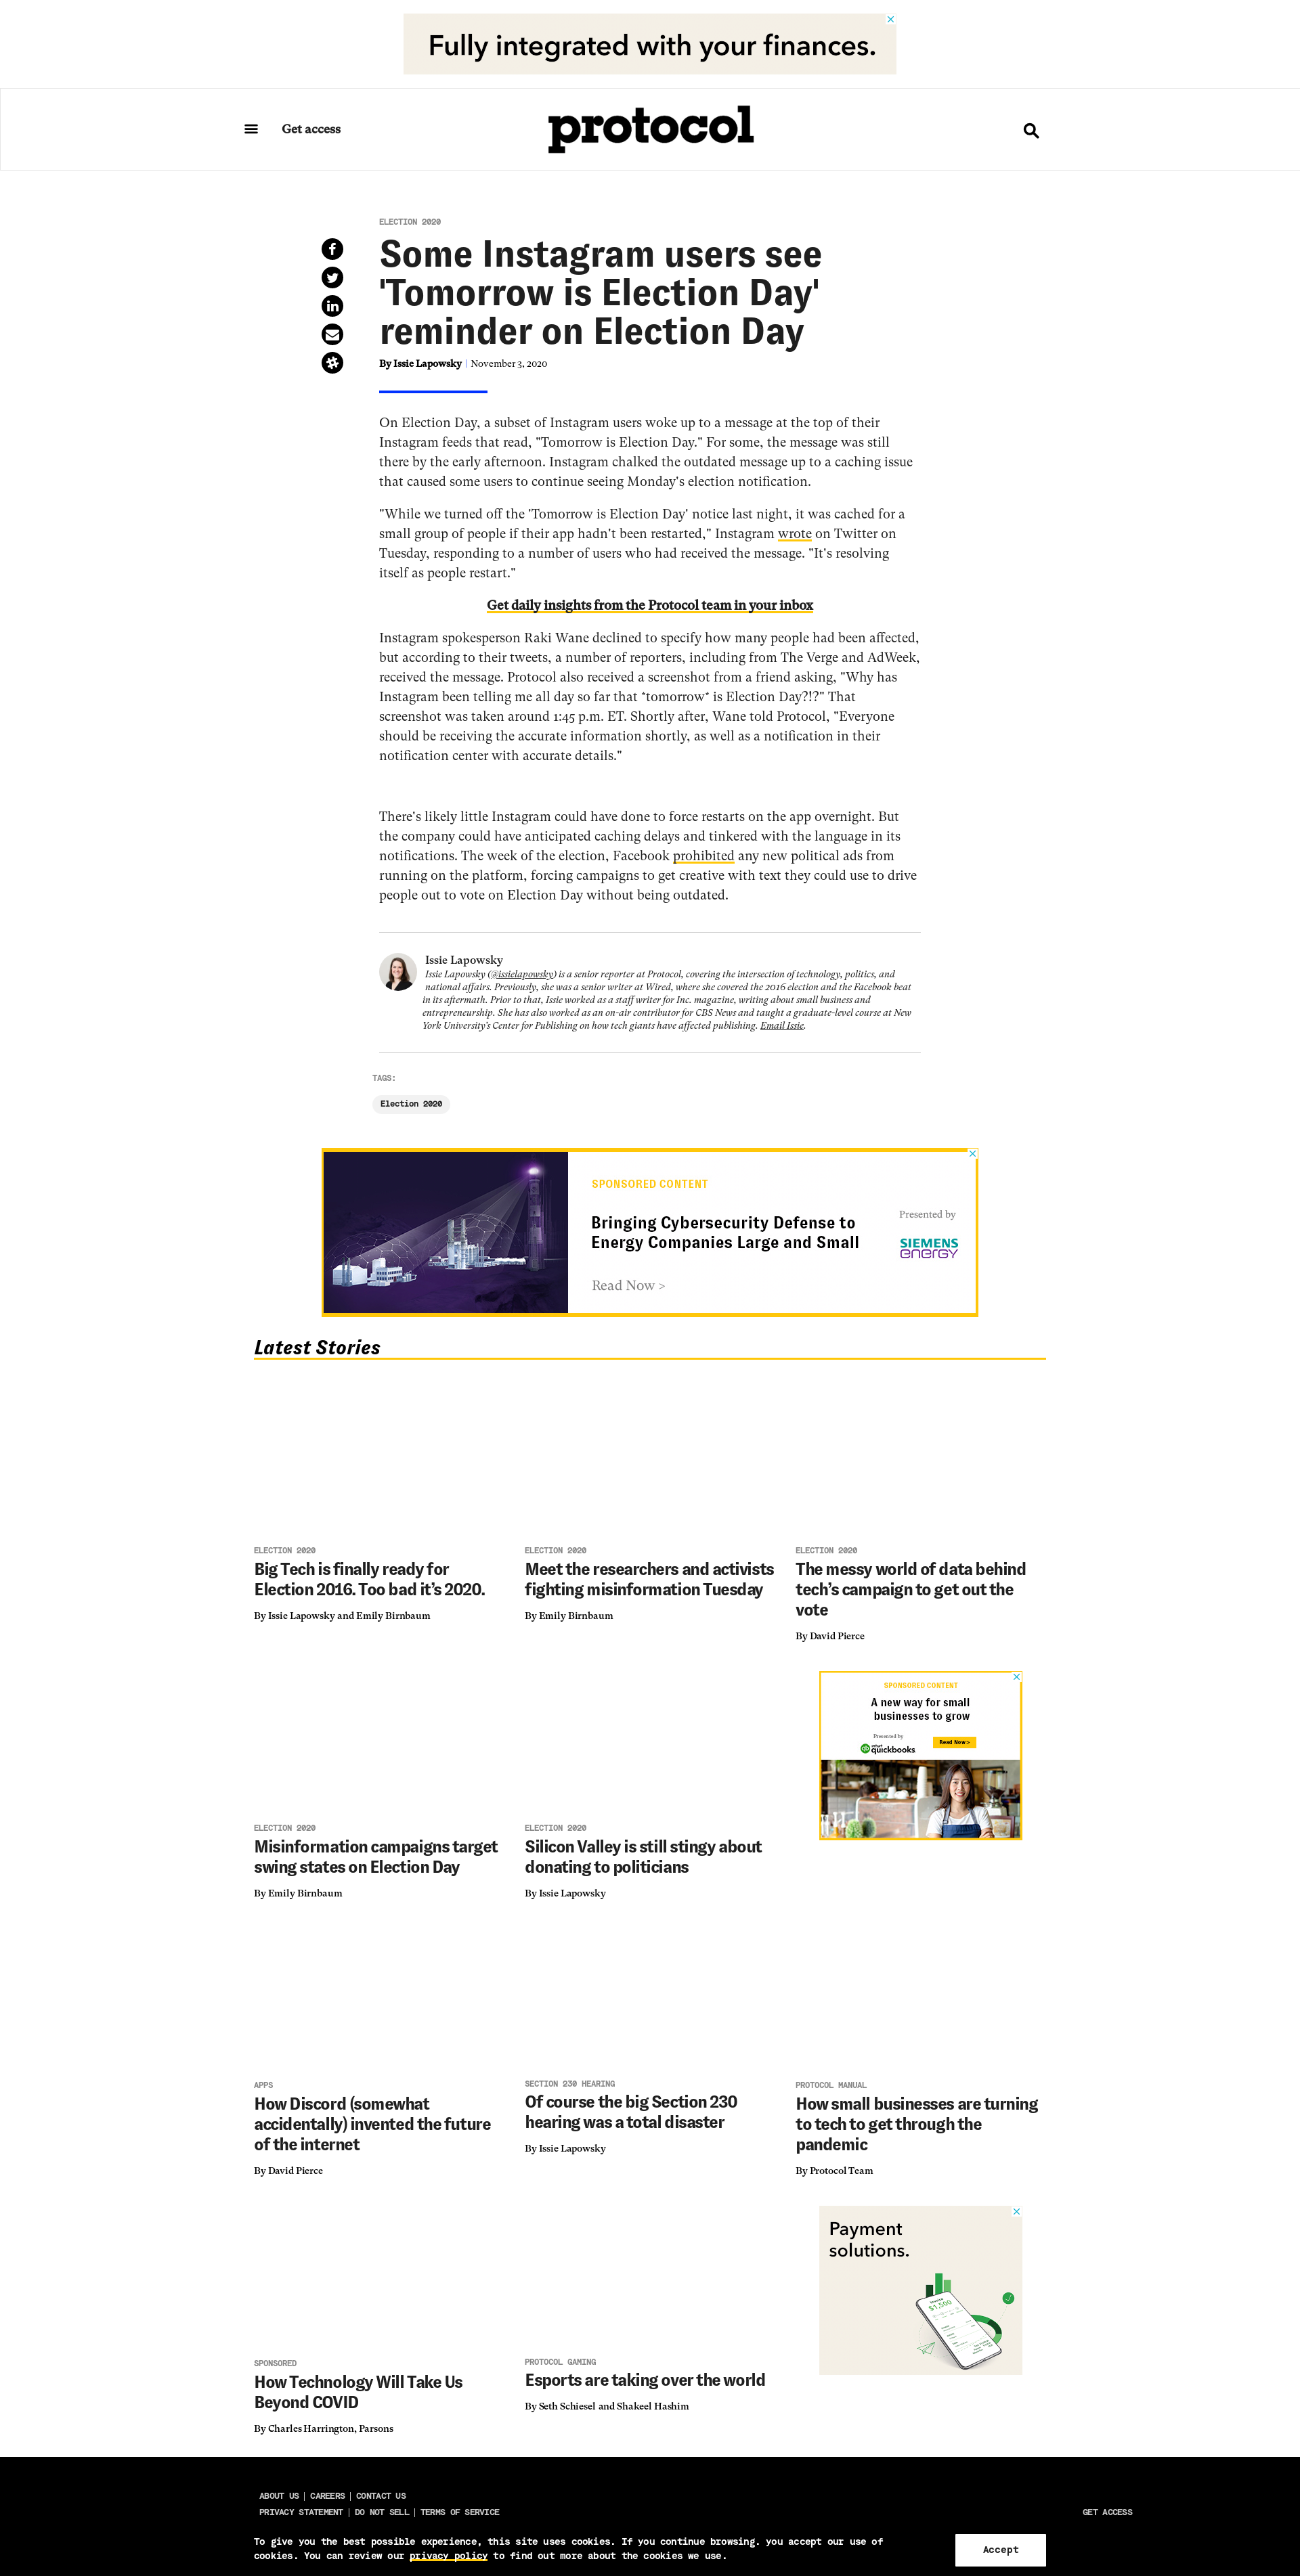 Fully integrated with your finances.
Get access
protocol
ELECTION 2020
Some Instagram users see
'Tomorrow is Election Day'
reminder on Election Day
By Issie Lapowsky | November 3, 2020
On Election Day, a subset of Instagram users woke up to a message at the top of their
Instagram feeds that read, "Tomorrow is Election Day." For some, the message was still
there by the early afternoon. Instagram chalked the outdated message up to a caching issue
that caused some users to continue seeing Monday's election notification.
"While we turned off the 'Tomorrow is Election Day' notice last night, it was cached for a
small group of people if their app hadn't been restarted," Instagram wrote on Twitter on
Tuesday, responding to a number of users who had received the message. "It's resolving
itself as people restart."
Get daily insights from the Protocol team in your inbox
Instagram spokesperson Raki Wane declined to specify how many people had been affected,
but according to their tweets, a number of reporters, including from The Verge and AdWeek,
received the message. Protocol also received a screenshot from a friend asking, "Why has
Instagram been telling me all day so far that *tomorrow* is Election Day?!?" That
screenshot was taken around 1:45 p.m. ET. Shortly after, Wane told Protocol, "Everyone
should be receiving the accurate information shortly, as well as a notification in their
notification center with accurate details."
There's likely little Instagram could have done to force restarts on the app overnight. But
the company could have anticipated caching delays and tinkered with the language in its
notifications. The week of the election, Facebook prohibited any new political ads from
running on the platform, forcing campaigns to get creative with text they could use to drive
people out to vote on Election Day without being outdated.
Issie Lapowsky
Issie Lapowsky (@issielapowsky) is a senior reporter at Protocol, covering the intersection of technology, politics, and
national affairs. Previously, she was a senior writer at Wired, where she covered the 2016 election and the Facebook beat
in its aftermath. Prior to that, Issie worked as a staff writer for Inc. magazine, writing about small business and
entrepreneurship. She has also worked as an on-air contributor for CBS News and taught a graduate-level course at New
York University's Center for Publishing on how tech giants have affected publishing. Email Issie.
TAGS:
Election 2020
SPONSORED CONTENT
Bringing Cybersecurity Defense to
Energy Companies Large and Small
Read Now >
Presented by
SIEMENS
energy
Latest Stories
ELECTION 2020
Big Tech is finally ready for
Election 2016. Too bad it's 2020.
By Issie Lapowsky and Emily Birnbaum
ELECTION 2020
Meet the researchers and activists
fighting misinformation Tuesday
By Emily Birnbaum
ELECTION 2020
The messy world of data behind
tech's campaign to get out the
vote
By David Pierce
ELECTION 2020
Misinformation campaigns target
swing states on Election Day
By Emily Birnbaum
ELECTION 2020
Silicon Valley is still stingy about
donating to politicians
By Issie Lapowsky
SPONSORED CONTENT
A new way for small
businesses to grow
Presented by
intuit
quickbooks
Read Now >
APPS
How Discord (somewhat
accidentally) invented the future
of the internet
By David Pierce
SECTION 230 HEARING
Of course the big Section 230
hearing was a total disaster
By Issie Lapowsky
PROTOCOL MANUAL
How small businesses are turning
to tech to get through the
pandemic
By Protocol Team
SPONSORED
How Technology Will Take Us
Beyond COVID
By Charles Harrington, Parsons
PROTOCOL GAMING
Esports are taking over the world
By Seth Schiesel and Shakeel Hashim
Payment
solutions.
$1,500
ABOUT US | CAREERS | CONTACT US
PRIVACY STATEMENT | DO NOT SELL | TERMS OF SERVICE
GET ACCESS
To give you the best possible experience, this site uses cookies. If you continue browsing. you accept our use of
cookies. You can review our privacy policy to find out more about the cookies we use.
Accept